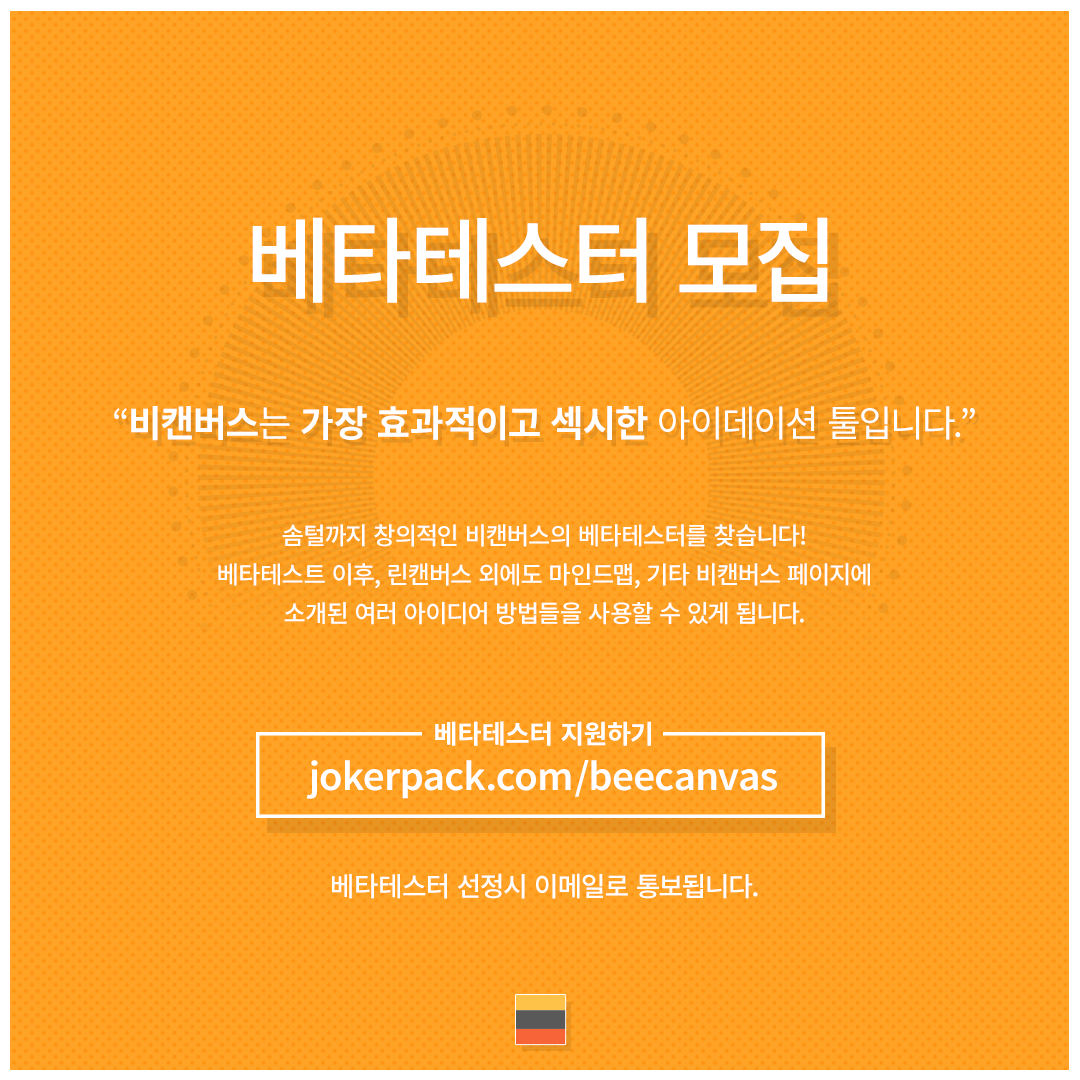 베타테스터 모집
“비캔버스는 가장 효과적이고 섹시한 아이데이션 툴입니다.”
솜털까지 창의적인 비캔버스의 베타테스터를 찾습니다!
베타테스트 이후, 린캔버스 외에도 마인드맵, 기타 비캔버스 페이지에
소개된 여러 아이디어 방법들을 사용할 수 있게 됩니다.
베타테스터 지원하기
jokerpack.com/beecanvas
베타테스터 선정시 이메일로 통보됩니다.